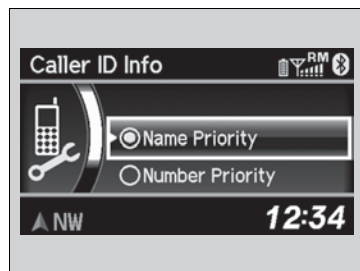 Caller ID Info
RM
Name Priority
Number Priority
NW
12:34